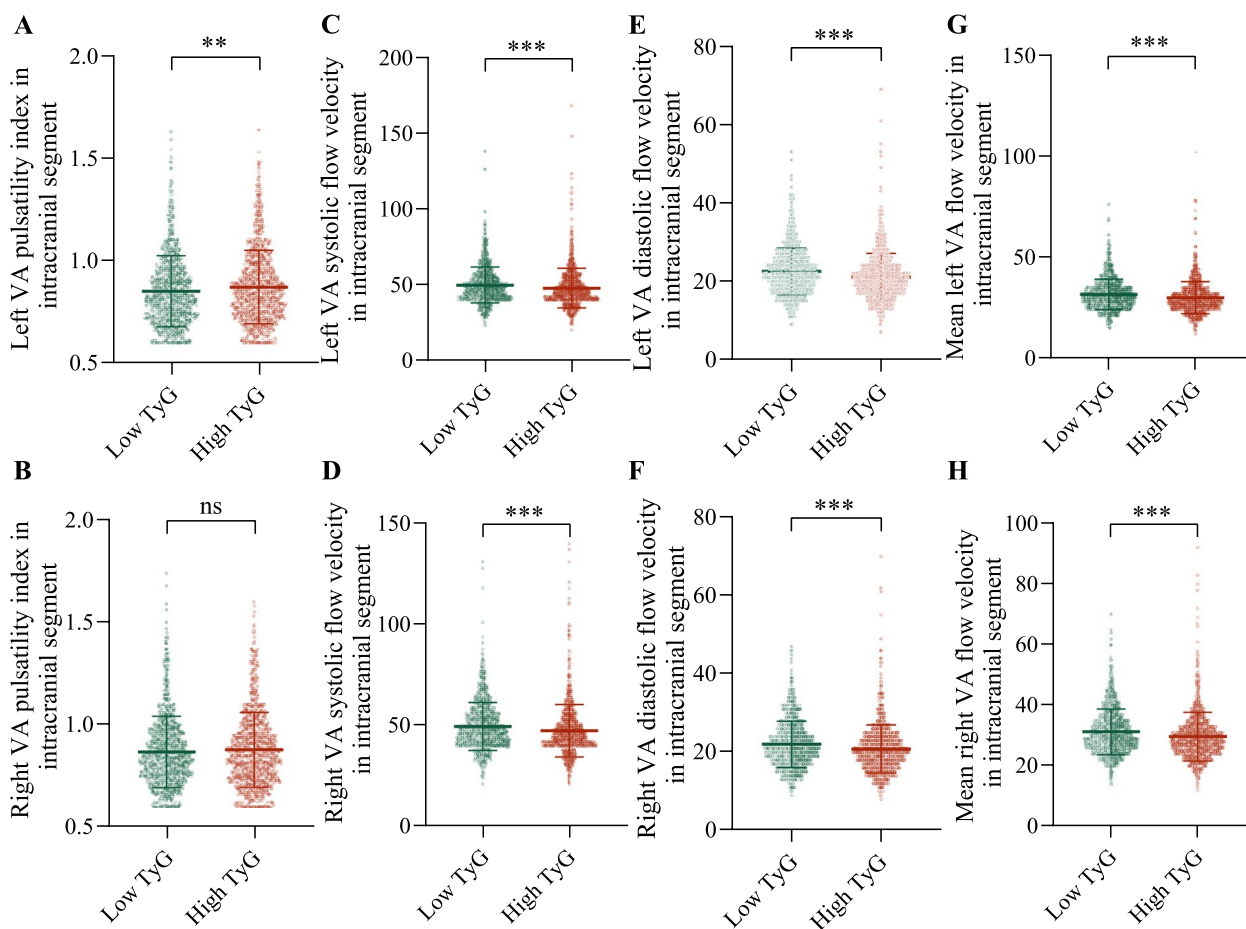 A
Left VA pulsatility index in
intracranial segment
2.0
1.5
1.0
0.5
**
Low TyG
High TyG
C
Left VA systolic flow velocity
in intracranial segment
200
150
100
50
0
***
Low TyG
High TyG
E
Left VA diastolic flow velocity
in intracranial segment
80
60
40
20
0
***
Low TyG
High TyG
G
Mean left VA flow velocity in
intracranial segment
150
100
50
0
***
Low TyG
High TyG
B
Right VA pulsatility index in
intracranial segment
2.0
1.5
1.0
0.5
ns
Low TyG
High TyG
D
Right VA systolic flow velocity
in intracranial segment
150
100
50
0
***
Low TyG
High TyG
F
Right VA diastolic flow velocity
in intracranial segment
80
60
40
20
0
***
Low TyG
High TyG
H
Mean right VA flow velocity
in intracranial segment
100
80
60
40
20
0
***
Low TyG
High TyG